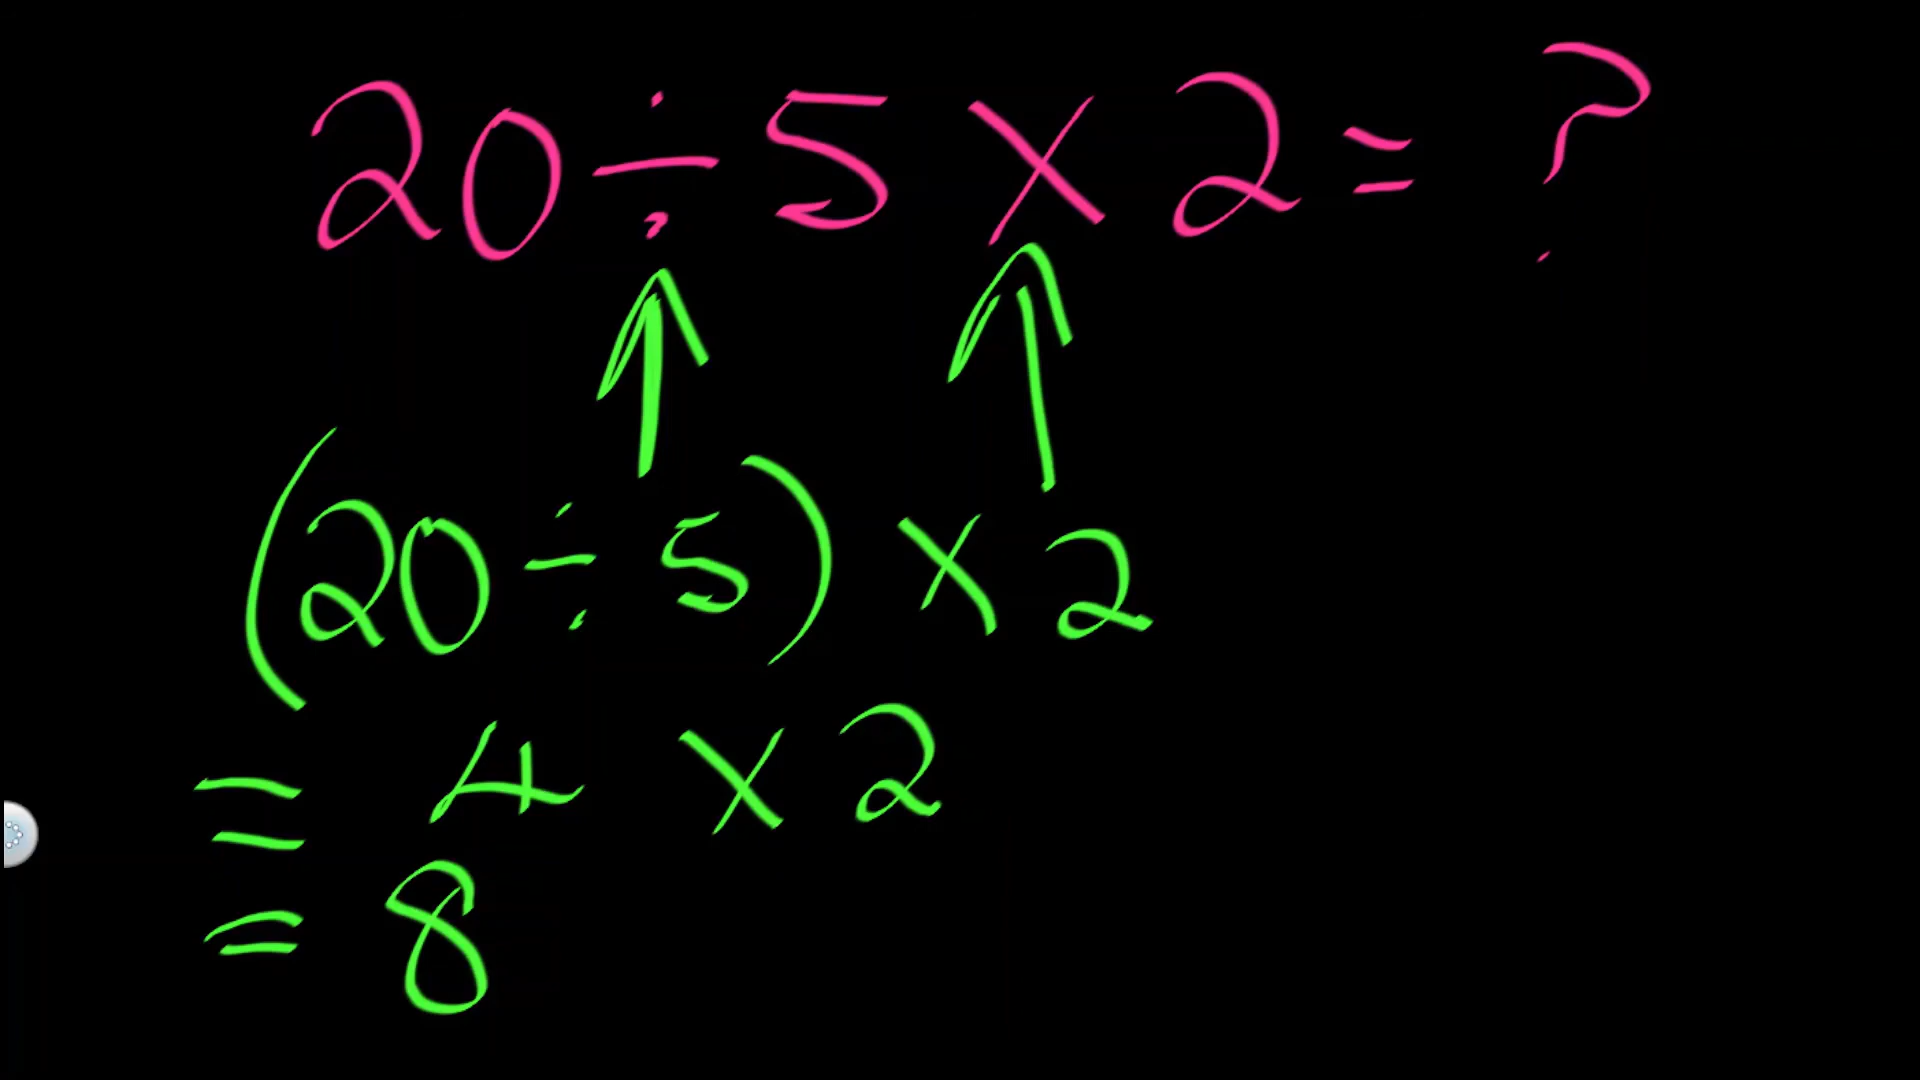 20 ÷ 5 × 2 = ?
(20 ÷ 5) × 2
= 4 × 2
= 8